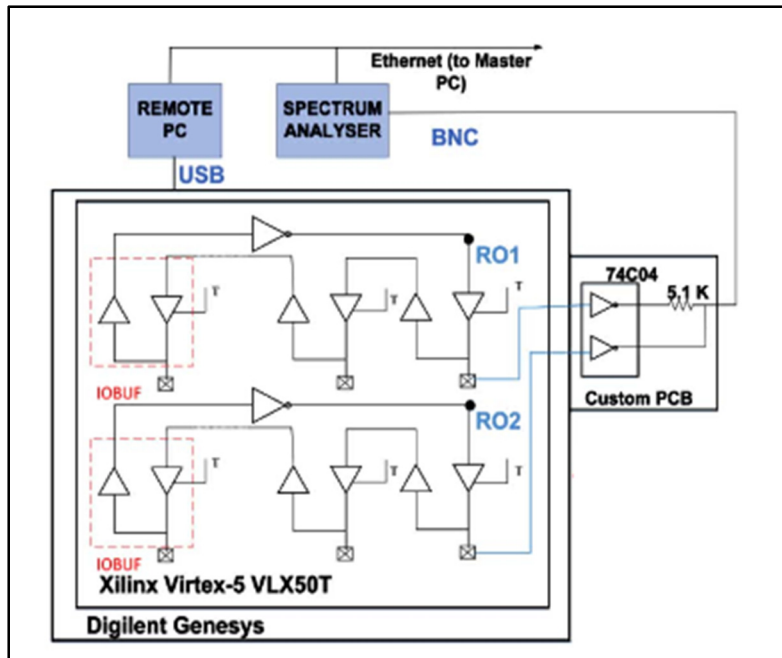 Ethernet (to Master
PC)
REMOTE
PC
SPECTRUM
ANALYSER
BNC
USB
RO1
74C04
5.1 K
T
T
T
IOBUF
Custom PCB
RO2
T
T
T
IOBUF
Xilinx Virtex-5 VLX50T
Digilent Genesys